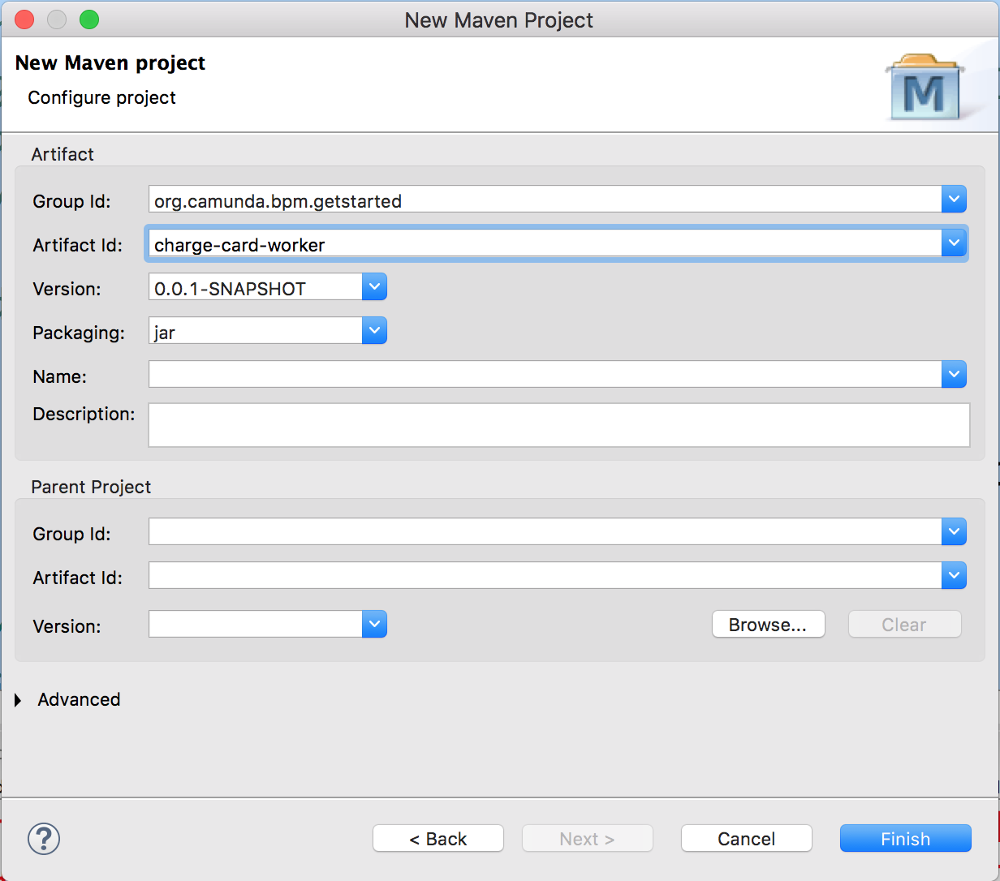 New Maven Project
New Maven project
Configure project
M
Artifact
Group Id: org.camunda.bpm.getstarted
Artifact Id: charge-card-worker
Version: 0.0.1-SNAPSHOT
Packaging: jar
Name:
Description:
Parent Project
Group Id:
Artifact Id:
Version: Browse... Clear
Advanced
? < Back Next > Cancel Finish